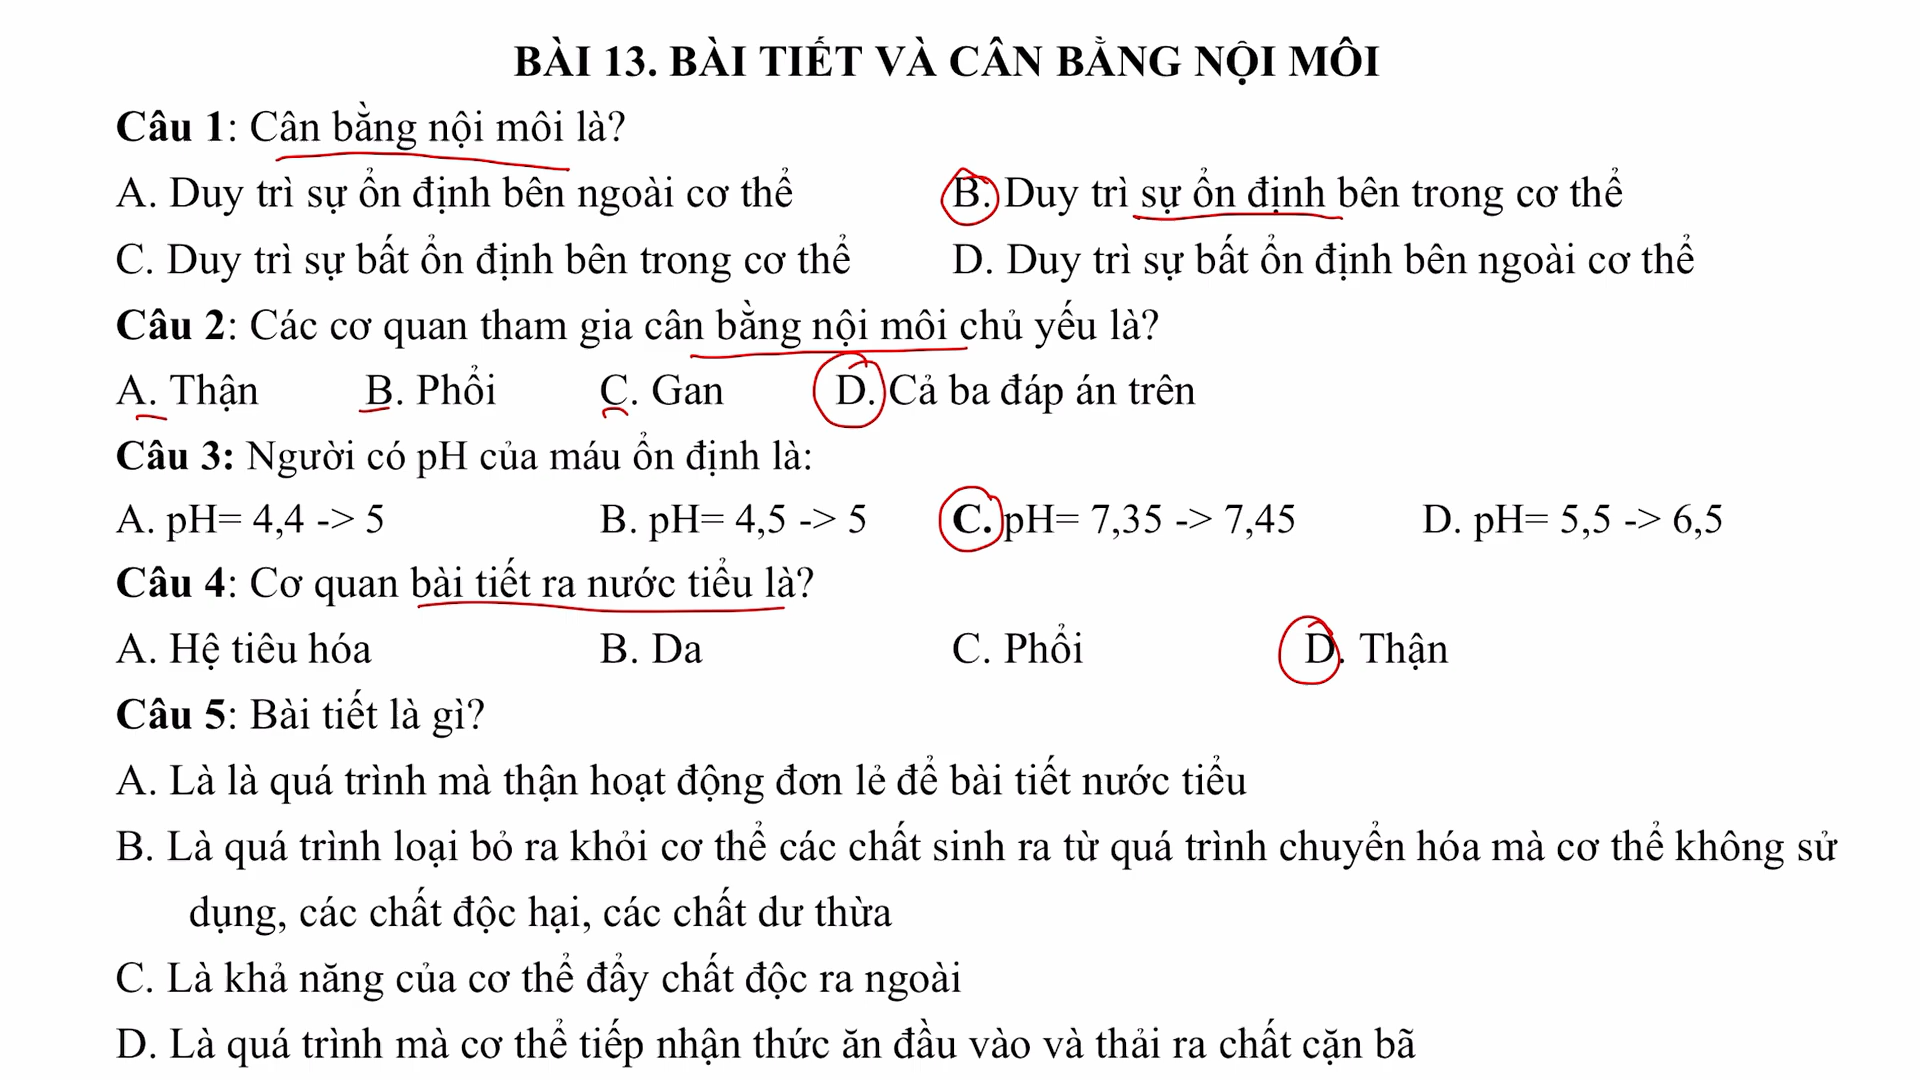 BÀI 13. BÀI TIẾT VÀ CÂN BẰNG NỘI MÔI
Câu 1: Cân bằng nội môi là?
A. Duy trì sự ổn định bên ngoài cơ thể B. Duy trì sự ổn định bên trong cơ thể
C. Duy trì sự bất ổn định bên trong cơ thể D. Duy trì sự bất ổn định bên ngoài cơ thể
Câu 2: Các cơ quan tham gia cân bằng nội môi chủ yếu là?
A. Thận B. Phổi C. Gan D. Cả ba đáp án trên
Câu 3: Người có pH của máu ổn định là:
A. pH= 4,4 -> 5 B. pH= 4,5 -> 5 C. pH= 7,35 -> 7,45 D. pH= 5,5 -> 6,5
Câu 4: Cơ quan bài tiết ra nước tiểu là?
A. Hệ tiêu hóa B. Da C. Phổi D. Thận
Câu 5: Bài tiết là gì?
A. Là là quá trình mà thận hoạt động đơn lẻ để bài tiết nước tiểu
B. Là quá trình loại bỏ ra khỏi cơ thể các chất sinh ra từ quá trình chuyển hóa mà cơ thể không sử
dụng, các chất độc hại, các chất dư thừa
C. Là khả năng của cơ thể đẩy chất độc ra ngoài
D. Là quá trình mà cơ thể tiếp nhận thức ăn đầu vào và thải ra chất cặn bã